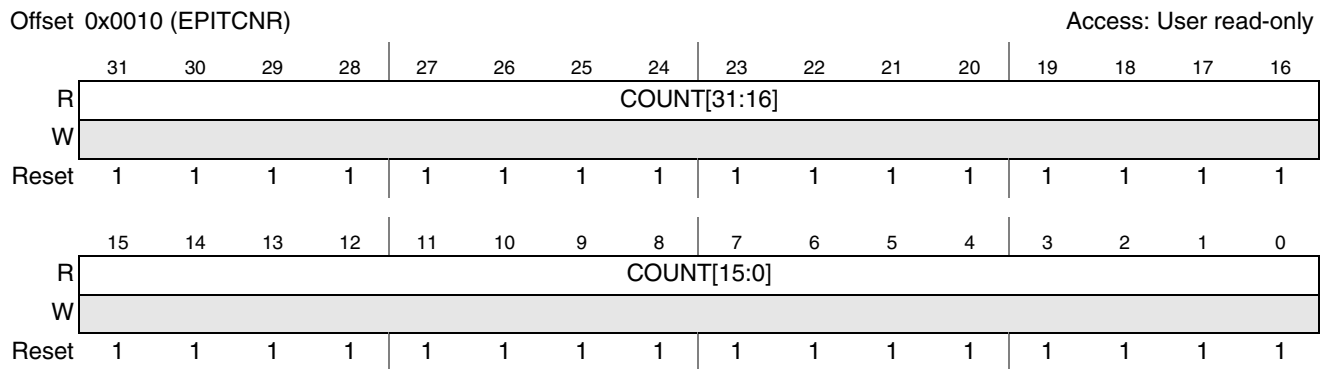 Offset 0x0010 (EPITCNR) Access: User read-only
31 30 29 28 27 26 25 24 23 22 21 20 19 18 17 16
R COUNT[31:16]
W
Reset 1 1 1 1 1 1 1 1 1 1 1 1 1 1 1 1
15 14 13 12 11 10 9 8 7 6 5 4 3 2 1 0
R COUNT[15:0]
W
Reset 1 1 1 1 1 1 1 1 1 1 1 1 1 1 1 1